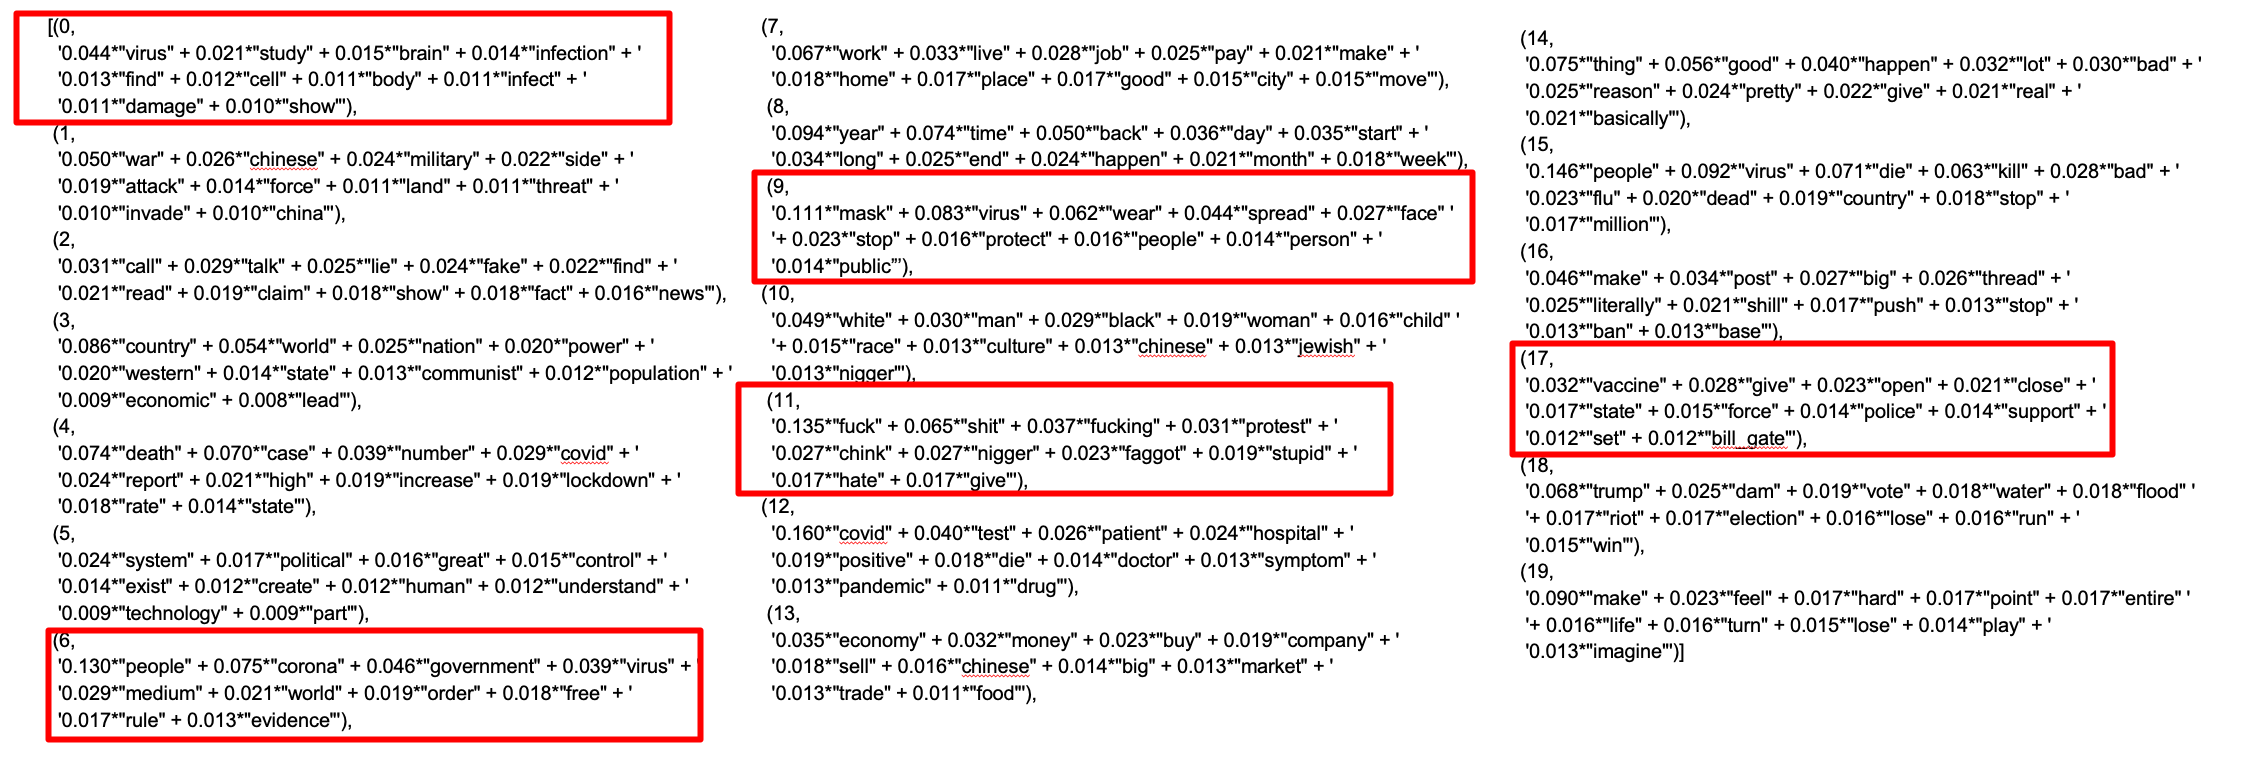 [(0,
'0.044*"virus" + 0.021*"study" + 0.015*"brain" + 0.014*"infection" + '
'0.013*"find" + 0.012*"cell" + 0.011*"body" + 0.011*"infect" + '
'0.011*"damage" + 0.010*"show"'),
(1,
'0.050*"war" + 0.026*"chinese" + 0.024*"military" + 0.022*"side" + '
'0.019*"attack" + 0.014*"force" + 0.011*"land" + 0.011*"threat" + '
'0.010*"invade" + 0.010*"china"'),
(2,
'0.031*"call" + 0.029*"talk" + 0.025*"lie" + 0.024*"fake" + 0.022*"find" + '
'0.021*"read" + 0.019*"claim" + 0.018*"show" + 0.018*"fact" + 0.016*"news"'),
(3,
'0.086*"country" + 0.054*"world" + 0.025*"nation" + 0.020*"power" + '
'0.020*"western" + 0.014*"state" + 0.013*"communist" + 0.012*"population" + '
'0.009*"economic" + 0.008*"lead"'),
(4,
'0.074*"death" + 0.070*"case" + 0.039*"number" + 0.029*"covid" + '
'0.024*"report" + 0.021*"high" + 0.019*"increase" + 0.019*"lockdown" + '
'0.018*"rate" + 0.014*"state"'),
(5,
'0.024*"system" + 0.017*"political" + 0.016*"great" + 0.015*"control" + '
'0.014*"exist" + 0.012*"create" + 0.012*"human" + 0.012*"understand" + '
'0.009*"technology" + 0.009*"part"'),
(6,
'0.130*"people" + 0.075*"corona" + 0.046*"government" + 0.039*"virus" + '
'0.029*"medium" + 0.021*"world" + 0.019*"order" + 0.018*"free" + '
'0.017*"rule" + 0.013*"evidence"'),
(7,
'0.067*"work" + 0.033*"live" + 0.028*"job" + 0.025*"pay" + 0.021*"make" + '
'0.018*"home" + 0.017*"place" + 0.017*"good" + 0.015*"city" + 0.015*"move"'),
(8,
'0.094*"year" + 0.074*"time" + 0.050*"back" + 0.036*"day" + 0.035*"start" + '
'0.034*"long" + 0.025*"end" + 0.024*"happen" + 0.021*"month" + 0.018*"week"'),
(9,
'0.111*"mask" + 0.083*"virus" + 0.062*"wear" + 0.044*"spread" + 0.027*"face" '
'+ 0.023*"stop" + 0.016*"protect" + 0.016*"people" + 0.014*"person" + '
'0.014*"public"'),
(10,
'0.049*"white" + 0.030*"man" + 0.029*"black" + 0.019*"woman" + 0.016*"child" '
'+ 0.015*"race" + 0.013*"culture" + 0.013*"chinese" + 0.013*"jewish" + '
'0.013*"nigger"'),
(11,
'0.135*"fuck" + 0.065*"shit" + 0.037*"fucking" + 0.031*"protest" + '
'0.027*"chink" + 0.027*"nigger" + 0.023*"faggot" + 0.019*"stupid" + '
'0.017*"hate" + 0.017*"give"'),
(12,
'0.160*"covid" + 0.040*"test" + 0.026*"patient" + 0.024*"hospital" + '
'0.019*"positive" + 0.018*"die" + 0.014*"doctor" + 0.013*"symptom" + '
'0.013*"pandemic" + 0.011*"drug"'),
(13,
'0.035*"economy" + 0.032*"money" + 0.023*"buy" + 0.019*"company" + '
'0.018*"sell" + 0.016*"chinese" + 0.014*"big" + 0.013*"market" + '
'0.013*"trade" + 0.011*"food"'),
(14,
'0.075*"thing" + 0.056*"good" + 0.040*"happen" + 0.032*"lot" + 0.030*"bad" + '
'0.025*"reason" + 0.024*"pretty" + 0.022*"give" + 0.021*"real" + '
'0.021*"basically"'),
(15,
'0.146*"people" + 0.092*"virus" + 0.071*"die" + 0.063*"kill" + 0.028*"bad" + '
'0.023*"flu" + 0.020*"dead" + 0.019*"country" + 0.018*"stop" + '
'0.017*"million"'),
(16,
'0.046*"make" + 0.034*"post" + 0.027*"big" + 0.026*"thread" + '
'0.025*"literally" + 0.021*"shill" + 0.017*"push" + 0.013*"stop" + '
'0.013*"ban" + 0.013*"base"'),
(17,
'0.032*"vaccine" + 0.028*"give" + 0.023*"open" + 0.021*"close" + '
'0.017*"state" + 0.015*"force" + 0.014*"police" + 0.014*"support" + '
'0.012*"set" + 0.012*"bill_gate"'),
(18,
'0.068*"trump" + 0.025*"dam" + 0.019*"vote" + 0.018*"water" + 0.018*"flood" '
'+ 0.017*"riot" + 0.017*"election" + 0.016*"lose" + 0.016*"run" + '
'0.015*"win"'),
(19,
'0.090*"make" + 0.023*"feel" + 0.017*"hard" + 0.017*"point" + 0.017*"entire" '
'+ 0.016*"life" + 0.016*"turn" + 0.015*"lose" + 0.014*"play" + '
'0.013*"imagine"')]